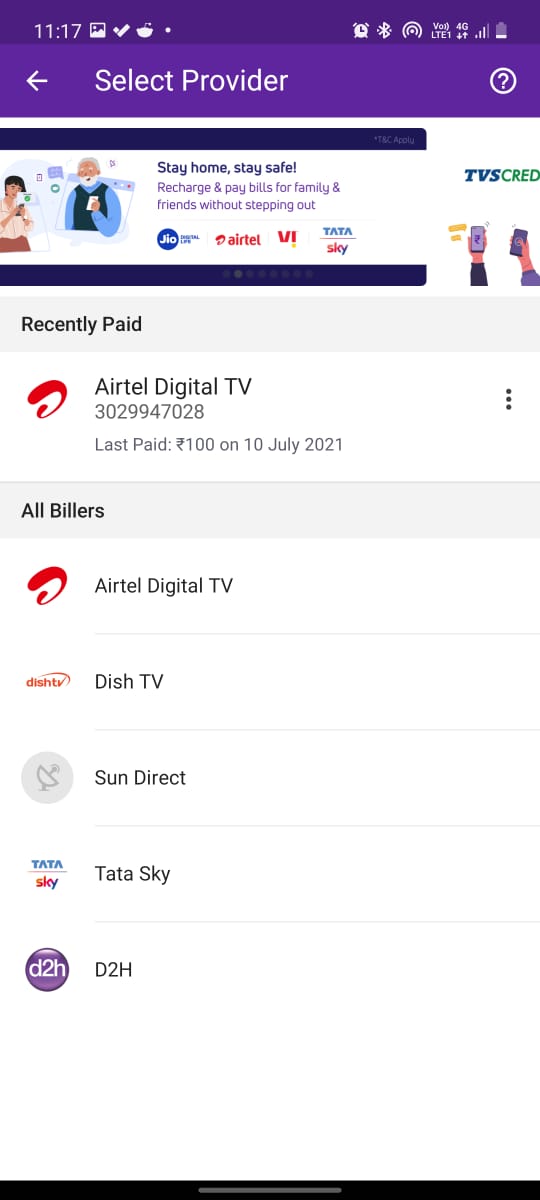 11:17
Vo)) 4G
LTE1
Select Provider
*T&C Apply
Stay home, stay safe!
Recharge & pay bills for family &
friends without stepping out
Jio DIGITAL LIFE airtel VI TATA sky
TVS CRED
Recently Paid
Airtel Digital TV
3029947028
Last Paid: ₹100 on 10 July 2021
All Billers
Airtel Digital TV
dishtv Dish TV
Sun Direct
TATA sky Tata Sky
d2h D2H